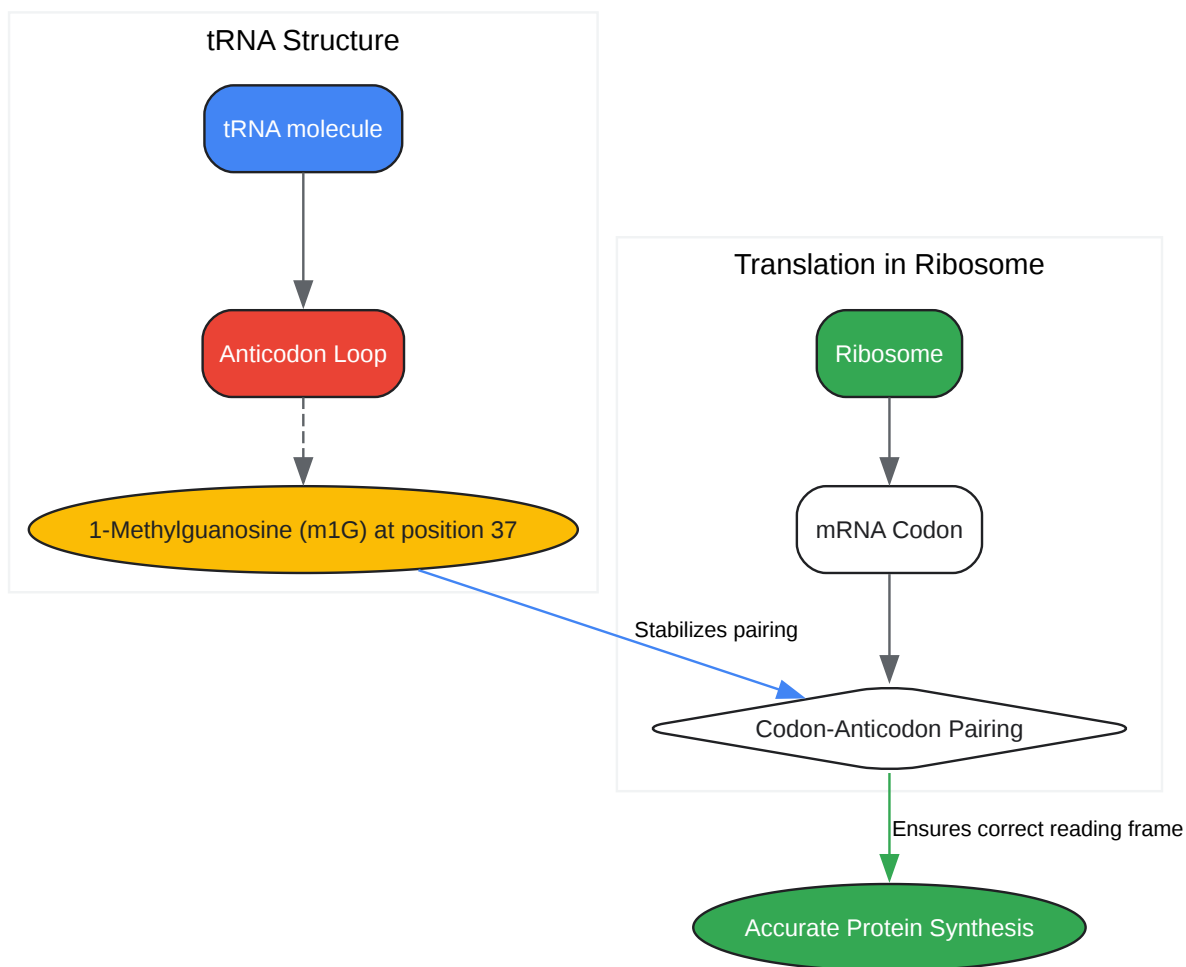 tRNA Structure
tRNA molecule
Anticodon Loop
1-Methylguanosine (m1G) at position 37
Translation in Ribosome
Ribosome
mRNA Codon
Stabilizes pairing
Codon-Anticodon Pairing
Ensures correct reading frame
Accurate Protein Synthesis